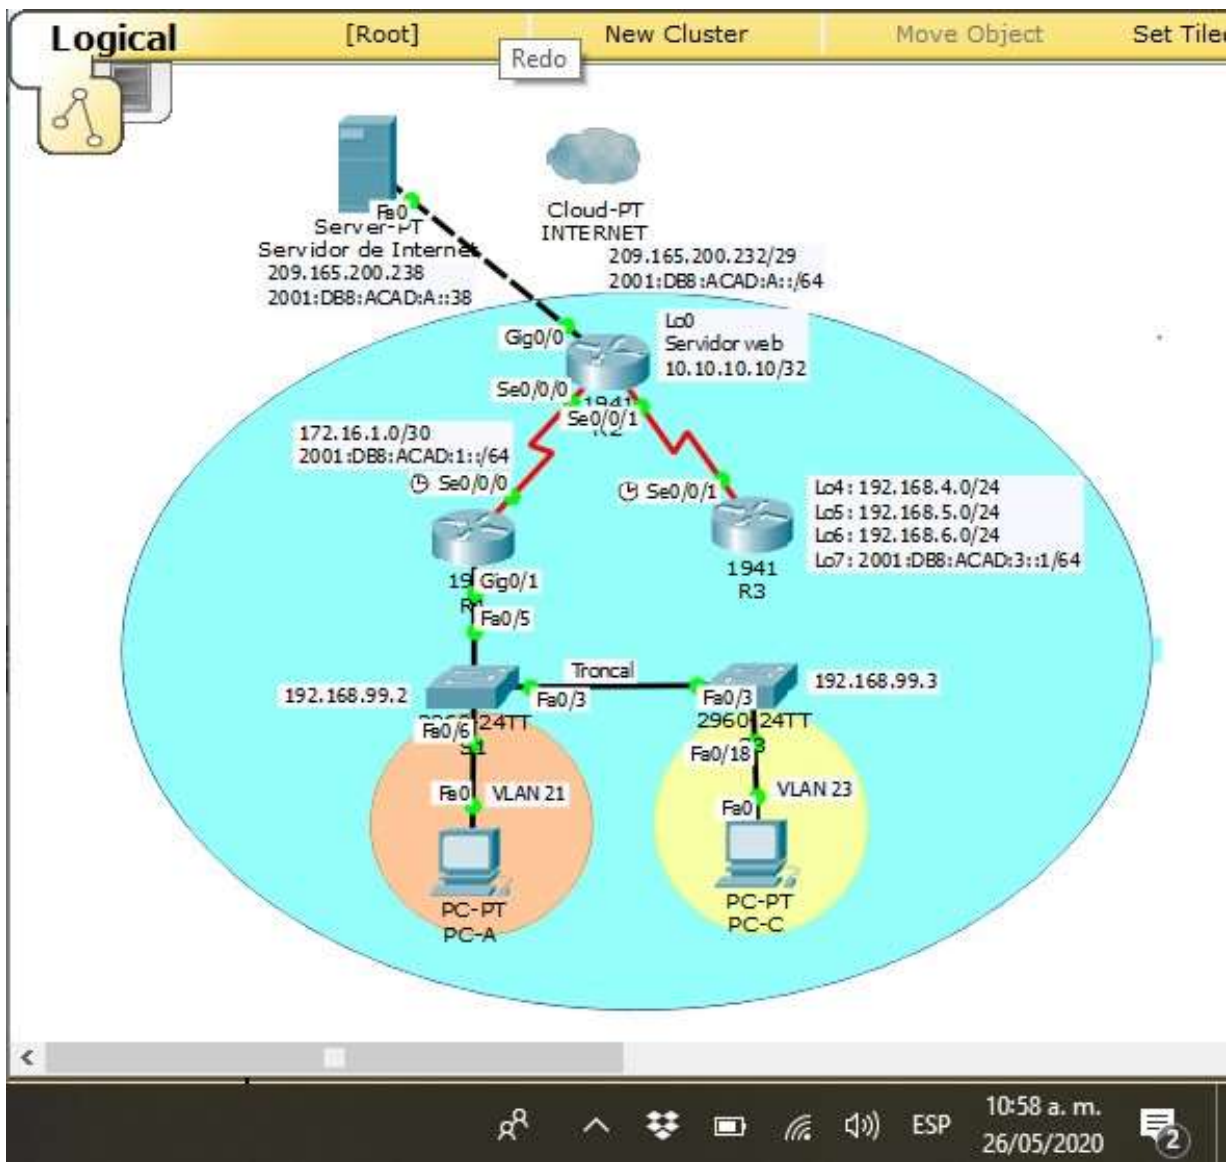 Logical
[Root]
New Cluster
Move Object
Set Tiled
Redo
Fa0
Server-PT
Servidor de Internet
209.165.200.238
2001:DB8:ACAD:A::38
Cloud-PT
INTERNET
209.165.200.232/29
2001:DB8:ACAD:A::/64
Gig0/0
Lo0
Servidor web
10.10.10.10/32
Se0/0/0
1941
Se0/0/1
R2
172.16.1.0/30
2001:DB8:ACAD:1::/64
Se0/0/0
Se0/0/1
Lo4: 192.168.4.0/24
Lo5: 192.168.5.0/24
Lo6: 192.168.6.0/24
Lo7: 2001:DB8:ACAD:3::1/64
Gig0/1
1941
R3
Fa0/5
Troncal
192.168.99.2
Fa0/3
Fa0/3
192.168.99.3
2960-24TT
Fa0/6
S1
2960-24TT
Fa0/18
Fa0
VLAN 21
Fa0
VLAN 23
PC-PT
PC-A
PC-PT
PC-C
ESP
10:58 a. m.
26/05/2020
2